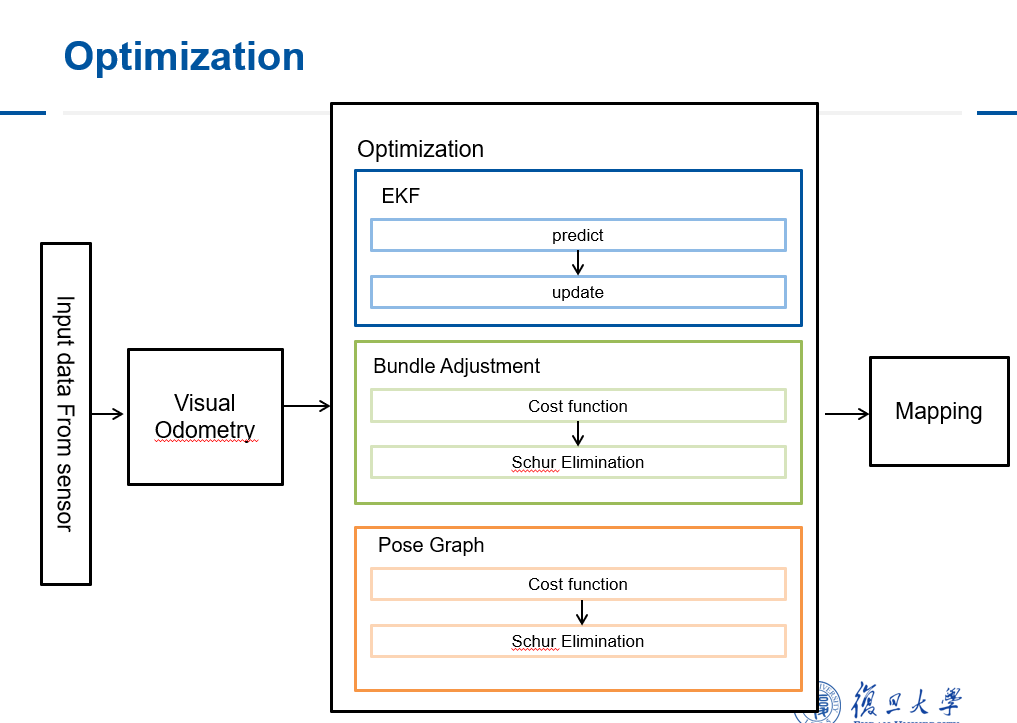 Optimization
Optimization
EKF
predict
update
Input data From sensor
Visual
Odometry
Bundle Adjustment
Cost function
Schur Elimination
Mapping
Pose Graph
Cost function
Schur Elimination
復旦大學